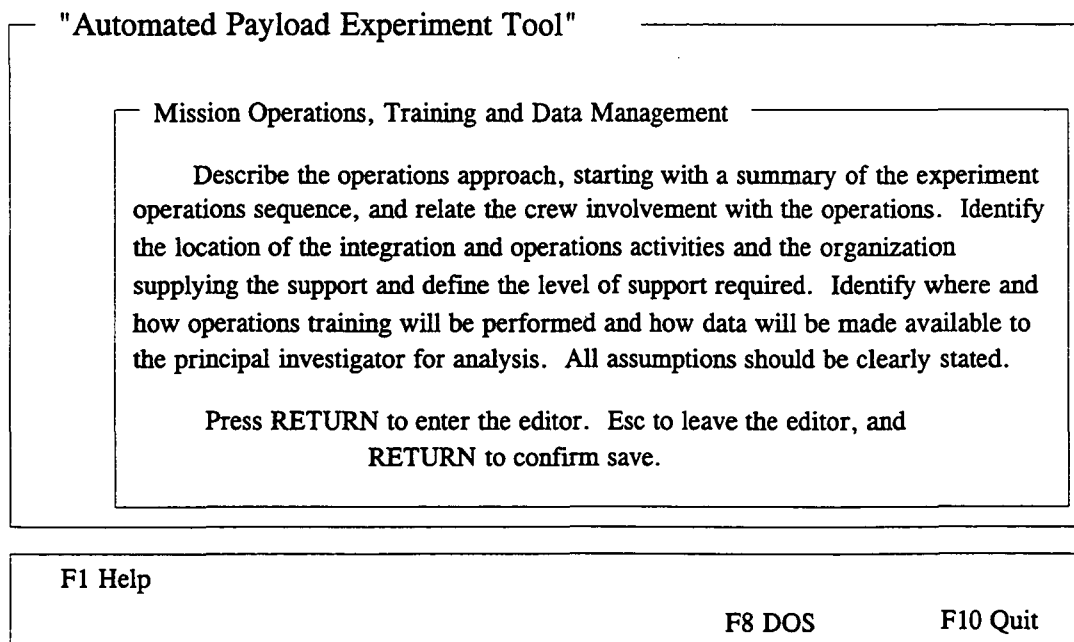 "Automated Payload Experiment Tool"
Mission Operations, Training and Data Management
Describe the operations approach, starting with a summary of the experiment
operations sequence, and relate the crew involvement with the operations. Identify
the location of the integration and operations activities and the organization
supplying the support and define the level of support required. Identify where and
how operations training will be performed and how data will be made available to
the principal investigator for analysis. All assumptions should be clearly stated.
Press RETURN to enter the editor. Esc to leave the editor, and
RETURN to confirm save.
F1 Help
F8 DOS F10 Quit